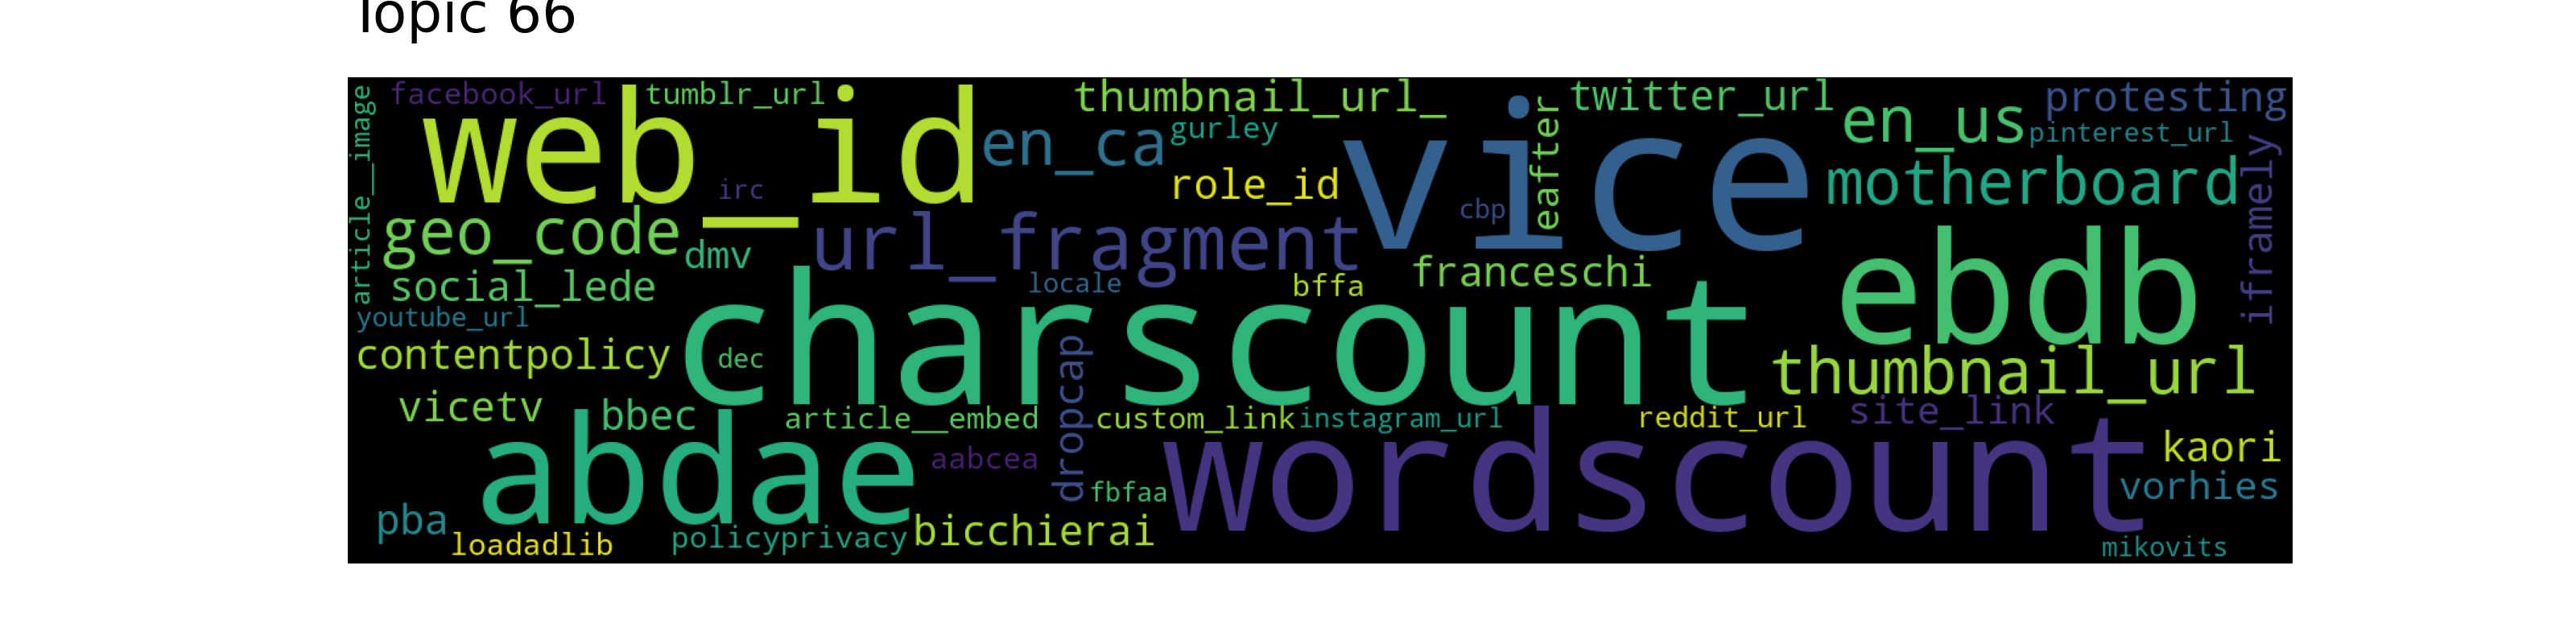 Topic 66
facebook_url
tumblr_url
thumbnail_url_
twitter_url
protesting
article__image
web_id
en_ca
gurley
vice
eafter
en_us
pinterest_url
irc
role_id
cbp
motherboard
iframely
geo_code
dmv
url_fragment
franceschi
ebdb
social_lede
locale
bffa
youtube_url
charscount
contentpolicy
dec
dropcap
thumbnail_url
vicetv
bbec
article__embed
custom_link
instagram_url
reddit_url
site_link
abdae
aabcea
wordscount
kaori
fbfaa
vorhies
pba
loadadlib
policyprivacy
bicchierai
mikovits